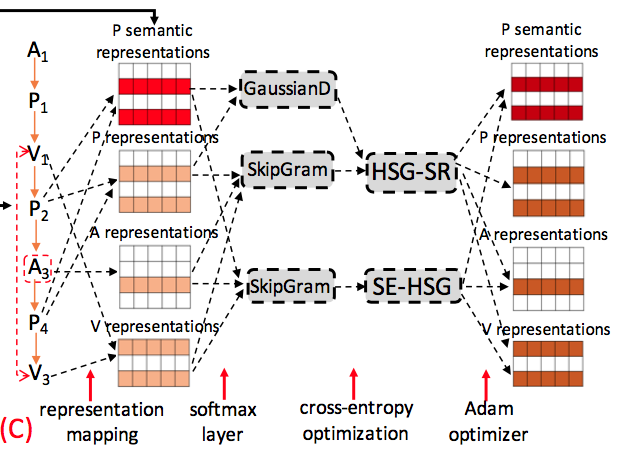 A1
P1
V1
P2
A3
P4
V3
(C)
P semantic
representations
P representations
A representations
V representations
GaussianD
SkipGram
SkipGram
HSG-SR
SE-HSG
P semantic
representations
P representations
A representations
V representations
representation
mapping
softmax
layer
cross-entropy
optimization
Adam
optimizer